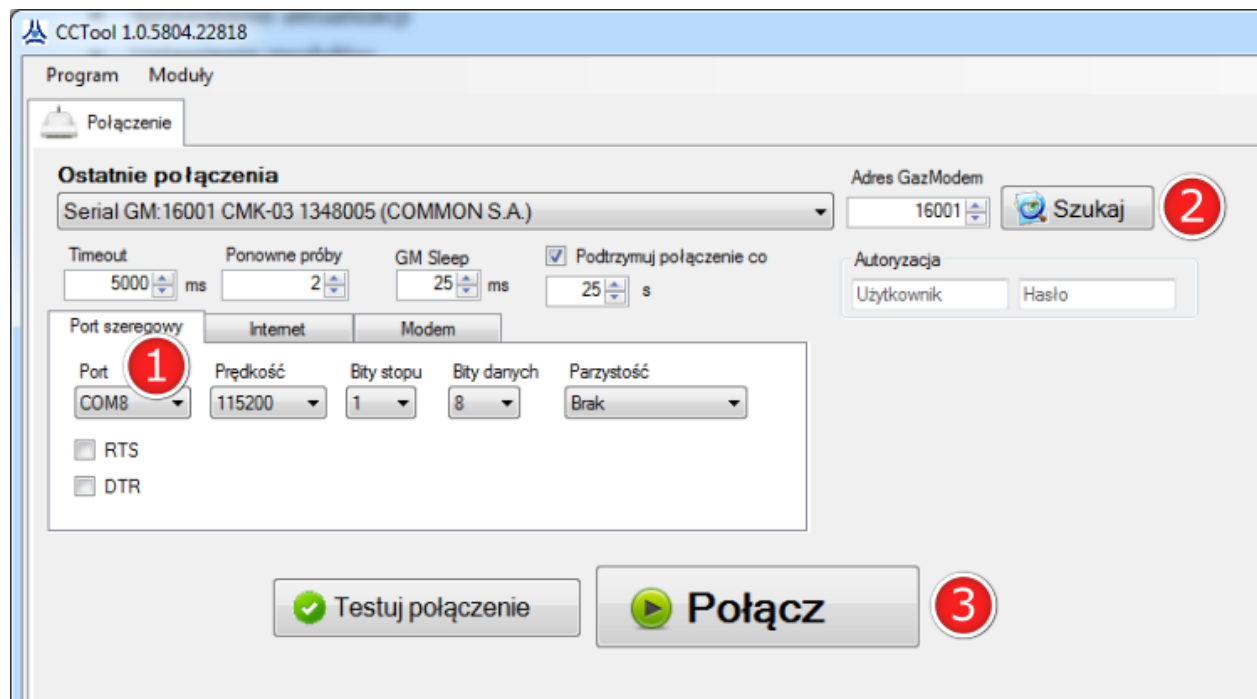 CCTool 1.0.5804.22818
Program Moduły
Połączenie
Ostatnie połączenia
Adres GazModem
Serial GM:16001 CMK-03 1348005 (COMMON S.A.)
16001
Szukaj
2
Timeout
Ponowne próby
GM Sleep
Podtrzymuj połączenie co
Autoryzacja
5000 ms
2
25 ms
25 s
Użytkownik
Hasło
Port szeregowy
Internet
Modem
1
Port
Prędkość
Bity stopu
Bity danych
Parzystość
COM8
115200
1
8
Brak
RTS
DTR
Testuj połączenie
Połącz
3